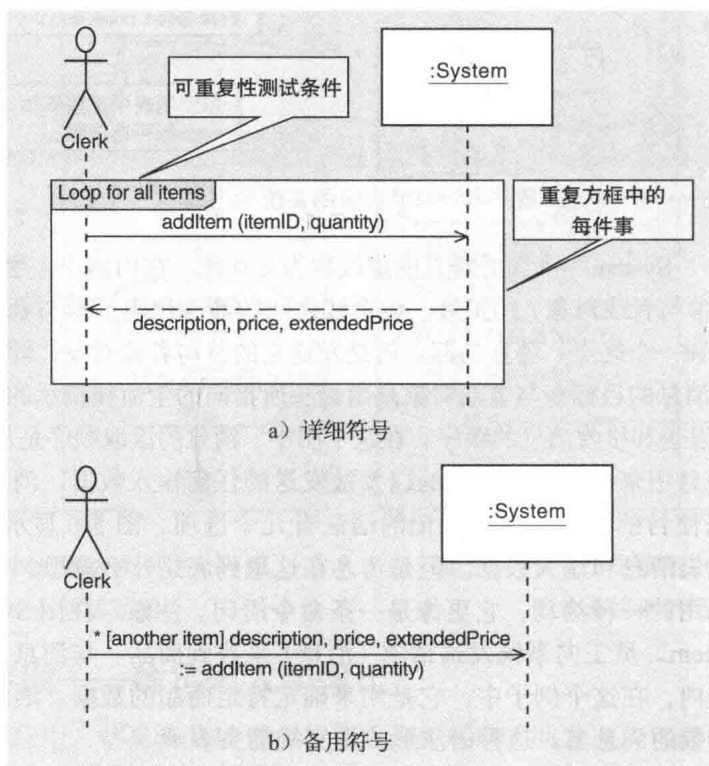 :System
可重复性测试条件
Clerk
Loop for all items
addItem (itemID, quantity)
重复方框中的
每件事
description, price, extendedPrice
a）详细符号
:System
Clerk
* [another item] description, price, extendedPrice
:= addItem (itemID, quantity)
b）备用符号